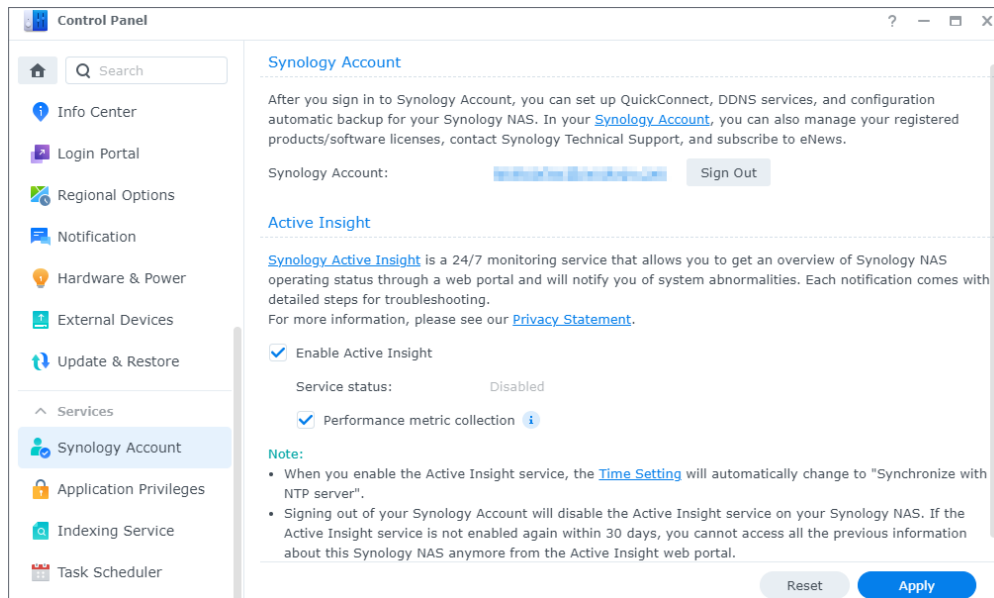 Control Panel
Search
Info Center
Login Portal
Regional Options
Notification
Hardware & Power
External Devices
Update & Restore
Services
Synology Account
Application Privileges
Indexing Service
Task Scheduler
Synology Account
After you sign in to Synology Account, you can set up QuickConnect, DDNS services, and configuration
automatic backup for your Synology NAS. In your Synology Account, you can also manage your registered
products/software licenses, contact Synology Technical Support, and subscribe to eNews.
Synology Account:
Sign Out
Active Insight
Synology Active Insight is a 24/7 monitoring service that allows you to get an overview of Synology NAS
operating status through a web portal and will notify you of system abnormalities. Each notification comes with
detailed steps for troubleshooting.
For more information, please see our Privacy Statement.
Enable Active Insight
Service status: Disabled
Performance metric collection
Note:
• When you enable the Active Insight service, the Time Setting will automatically change to "Synchronize with
NTP server".
• Signing out of your Synology Account will disable the Active Insight service on your Synology NAS. If the
Active Insight service is not enabled again within 30 days, you cannot access all the previous information
about this Synology NAS anymore from the Active Insight web portal.
Reset
Apply